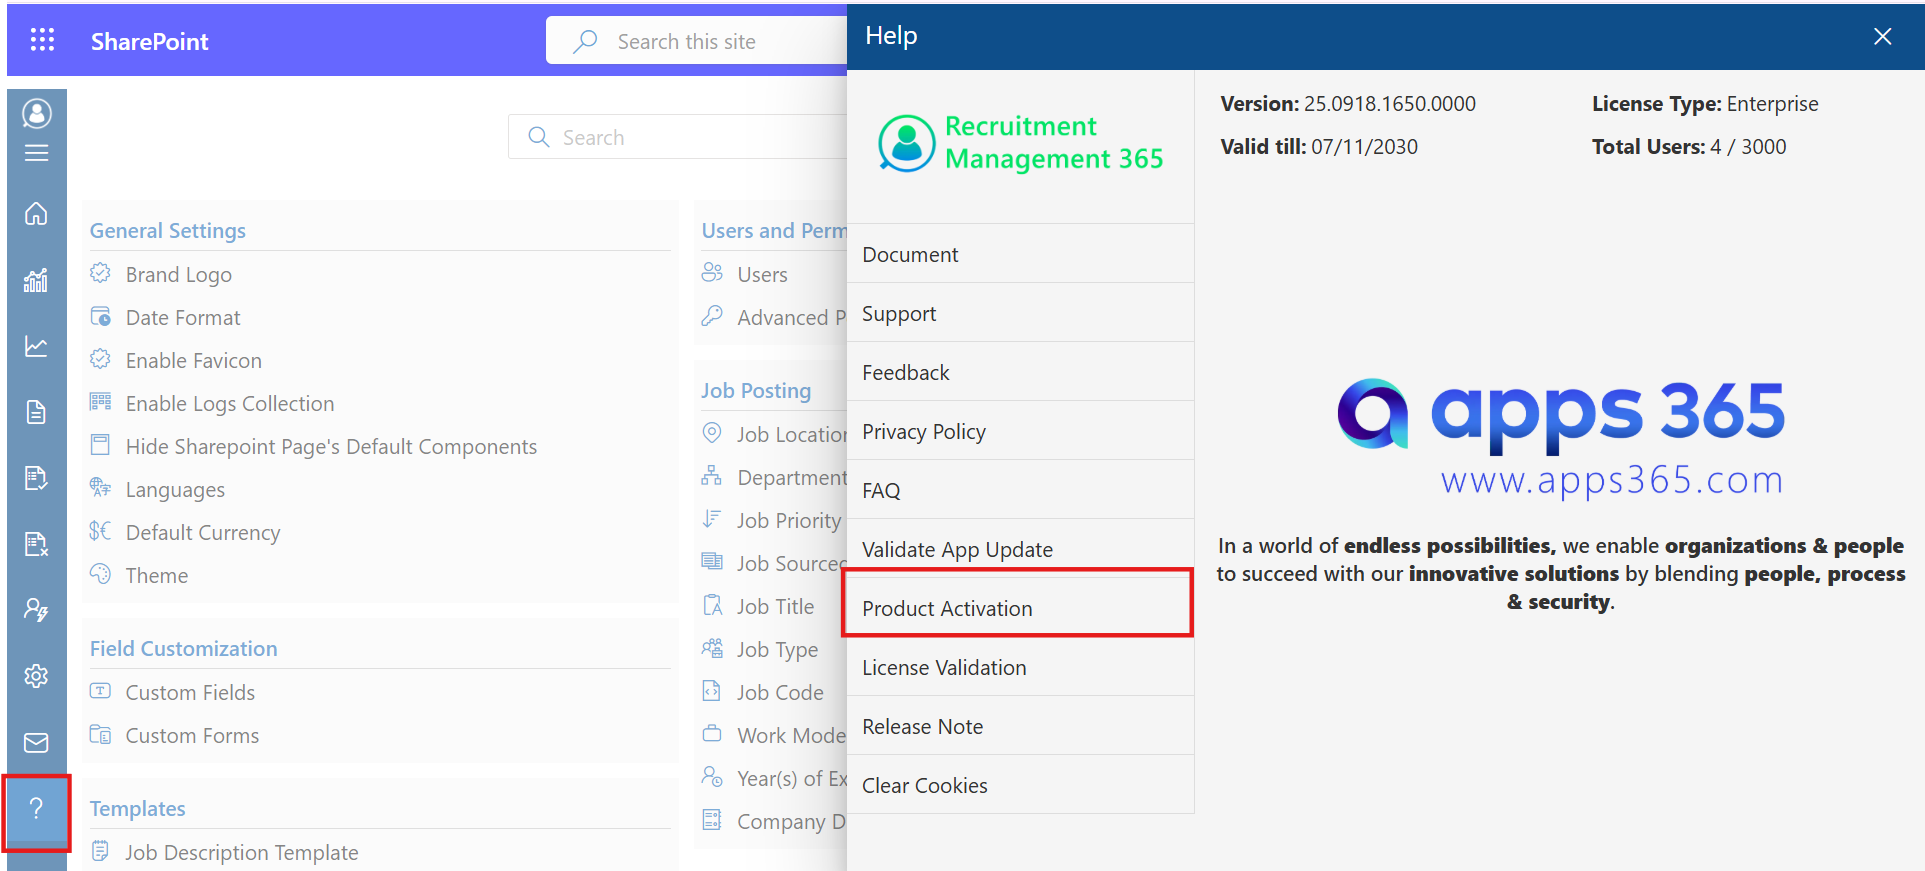 SharePoint
Search this site
Search
General Settings
Brand Logo
Date Format
Enable Favicon
Enable Logs Collection
Hide Sharepoint Page's Default Components
Languages
Default Currency
Theme
Field Customization
Custom Fields
Custom Forms
Templates
Job Description Template
Users and Perm
Users
Advanced P
Job Posting
Job Location
Department
Job Priority
Job Sourced
Job Title
Job Type
Job Code
Work Mode
Year(s) of Ex
Company D
?
Help
Recruitment
Management 365
Document
Support
Feedback
Privacy Policy
FAQ
Validate App Update
Product Activation
License Validation
Release Note
Clear Cookies
Version: 25.0918.1650.0000
License Type: Enterprise
Valid till: 07/11/2030
Total Users: 4 / 3000
apps 365
www.apps365.com
In a world of endless possibilities, we enable organizations & people
to succeed with our innovative solutions by blending people, process
& security.